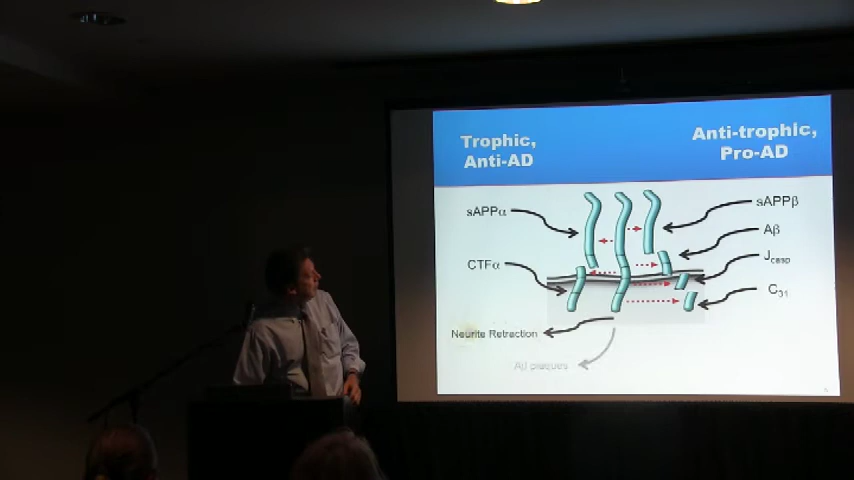 Trophic,
Anti-AD
Anti-trophic,
Pro-AD
sAPPα
sAPPβ
Aβ
CTFα
Jcasp
C31
Neurite Retraction
Aβ plaques